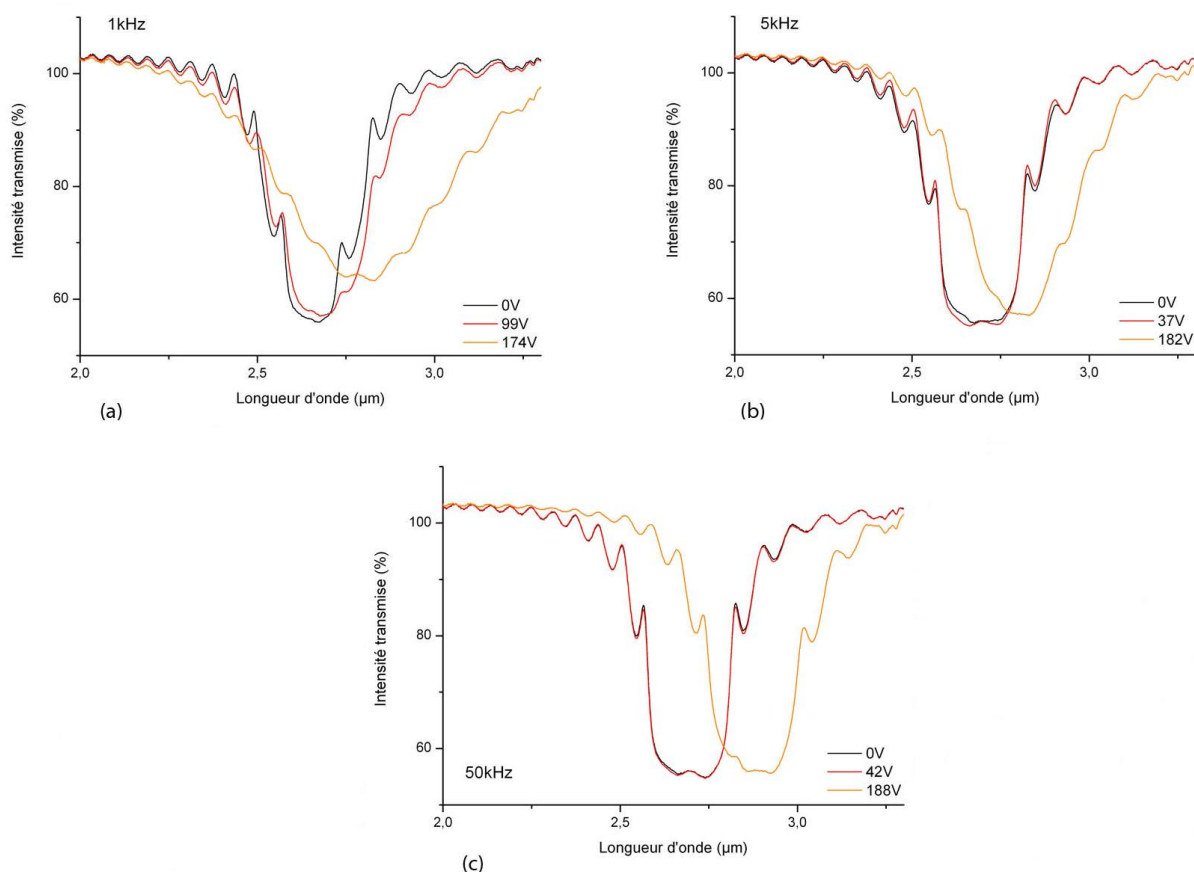 1kHz
100
80
60
Intensité transmise (%)
0V
99V
174V
2,0
2,5
3,0
Longueur d'onde (µm)
(a)
5kHz
100
80
60
Intensité transmise (%)
0V
37V
182V
2,0
2,5
3,0
Longueur d'onde (µm)
(b)
100
80
60
Intensité transmise (%)
50kHz
0V
42V
188V
2,0
2,5
3,0
Longueur d'onde (µm)
(c)